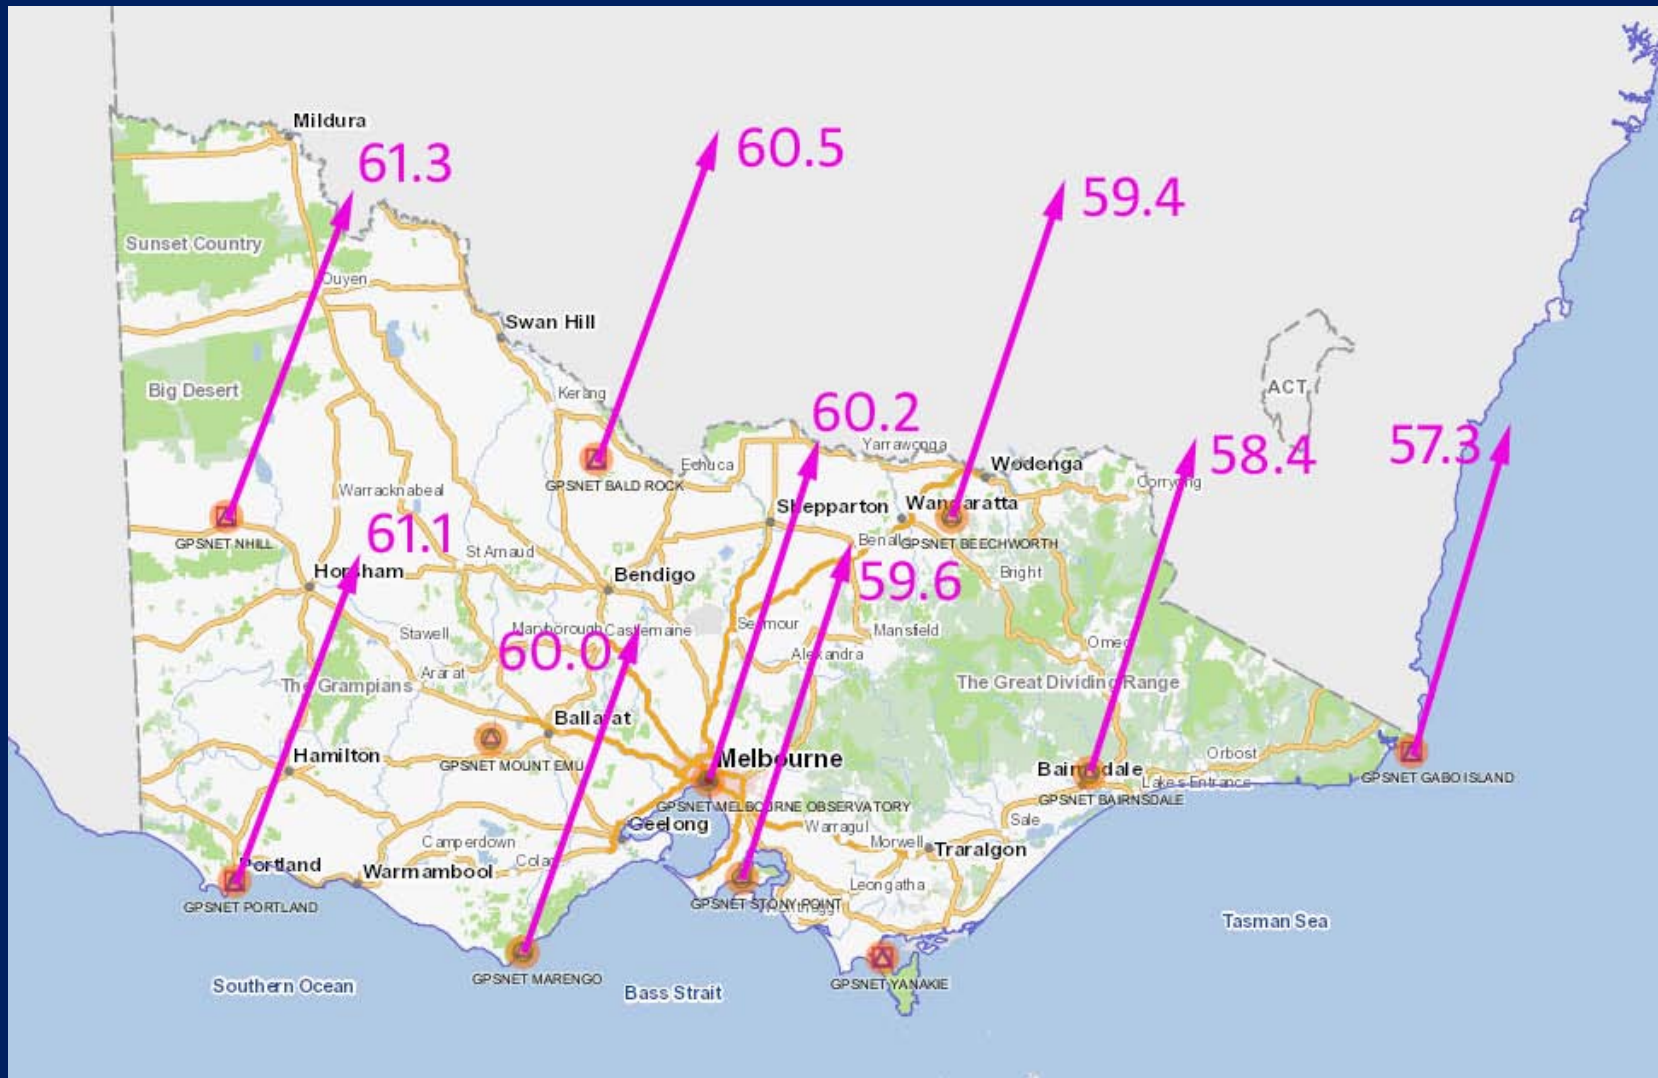 Mildura
61.3
60.5
59.4
Sunset Country
Ouyen
Swan Hill
Big Desert
Kerang
ACT
60.2
57.3
58.4
Yarrawonga
Echuca
Wodonga
Corryong
GPSNET BALD ROCK
Warracknabeal
Shepparton
Wangaratta
GPSNET NHILL
61.1
St Arnaud
Benalla
GPSNET BEECHWORTH
Horsham
Bendigo
59.6
Bright
Stawell
Maryborough
Castlemaine
Seymour
Mansfield
Omeo
60.0
Alexandra
Ararat
The Grampians
The Great Dividing Range
Ballarat
Hamilton
GPSNET MOUNT EMU
Melbourne
Orbost
Bairnsdale
Lakes Entrance
GPSNET GABO ISLAND
GPSNET MELBOURNE OBSERVATORY
GPSNET BAIRNSDALE
Geelong
Warragul
Sale
Camperdown
Morwell
Traralgon
Portland
Warrnambool
Colac
Leongatha
GPSNET PORTLAND
GPSNET STONY POINT
Tasman Sea
GPSNET MARENGO
GPSNET YANAKIE
Southern Ocean
Bass Strait